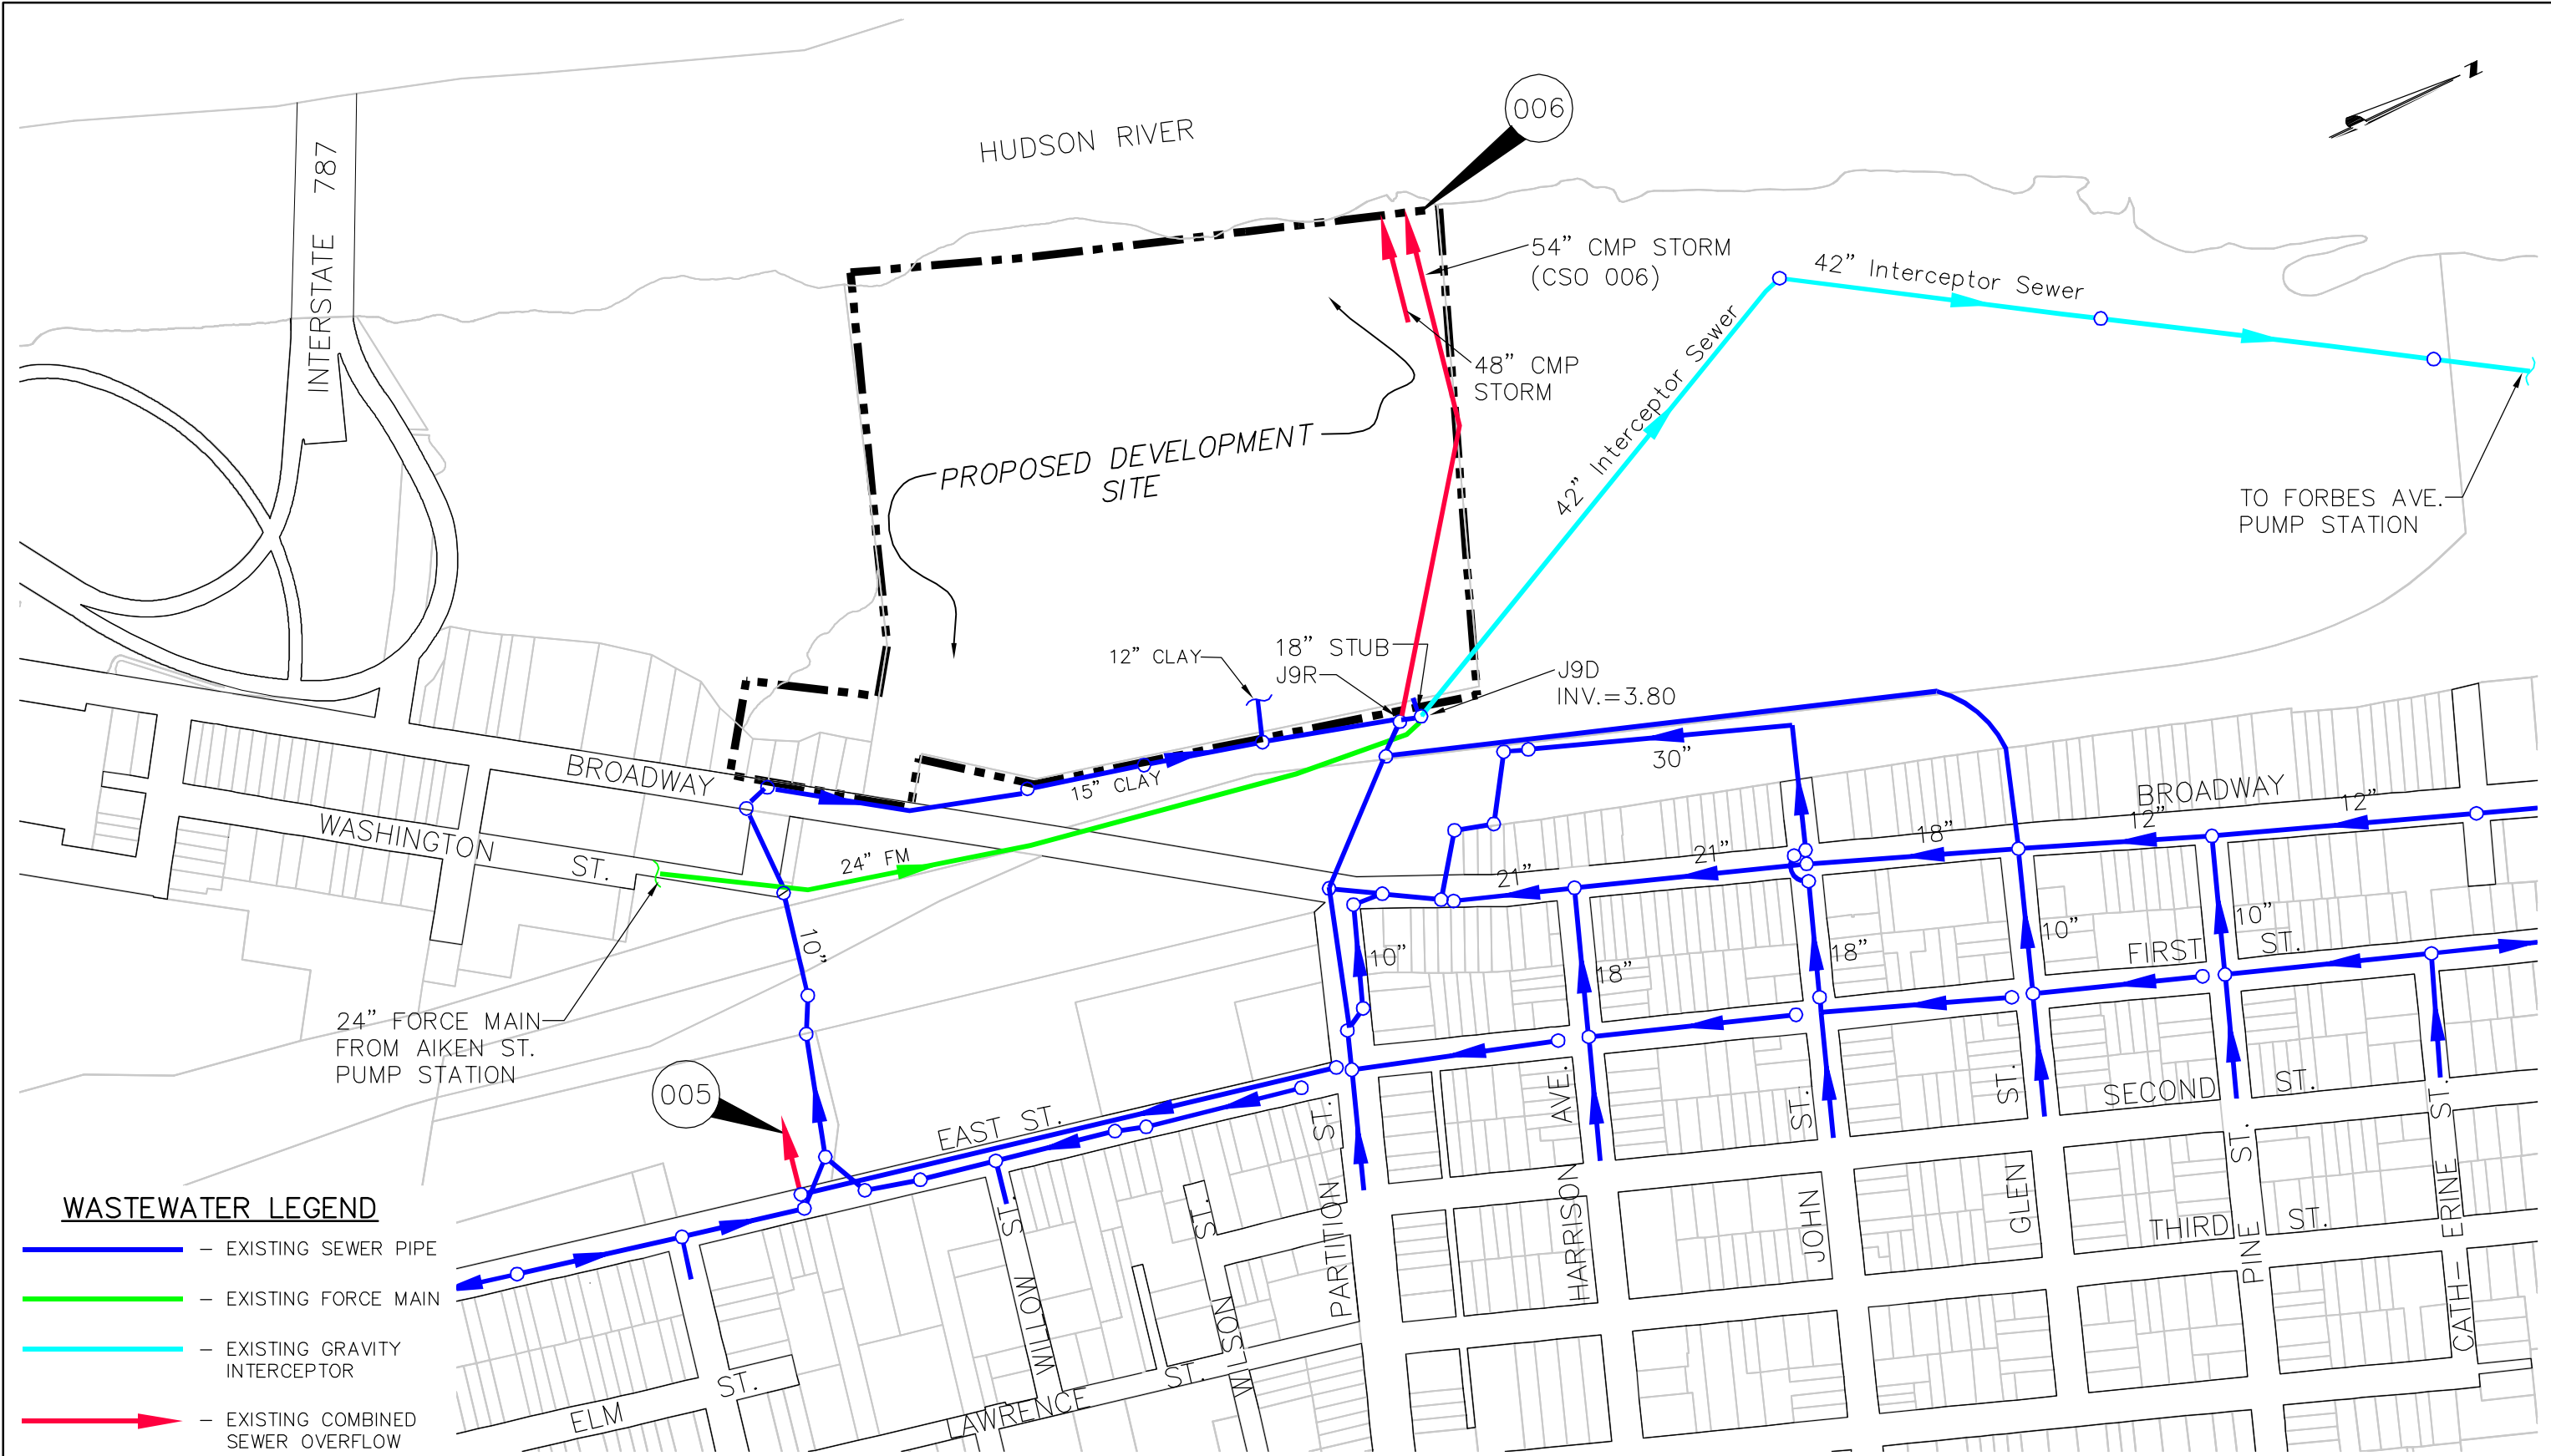 HUDSON RIVER
006
INTERSTATE 787
54” CMP STORM
(CSO 006)
48” CMP
STORM
42” Interceptor Sewer
42” Interceptor Sewer
PROPOSED DEVELOPMENT
SITE
TO FORBES AVE.
PUMP STATION
12” CLAY
18” STUB
J9R
J9D
INV.=3.80
15” CLAY
30”
BROADWAY
BROADWAY
WASHINGTON
ST.
24” FM
12”
12”
18”
21”
21”
10”
10”
18”
18”
10”
10”
FIRST
ST.
24” FORCE MAIN
FROM AIKEN ST.
PUMP STATION
005
EAST ST.
SECOND
ST.
THIRD
ST.
ELM
ST.
WILLOW
ST.
WILSON
ST.
LAWRENCE
ST.
PARTITION
ST.
HARRISON
AVE.
JOHN
ST.
GLEN
ST.
PINE
ST.
CATH–
ERINE
ST.
WASTEWATER LEGEND
– EXISTING SEWER PIPE
– EXISTING FORCE MAIN
– EXISTING GRAVITY
INTERCEPTOR
– EXISTING COMBINED
SEWER OVERFLOW